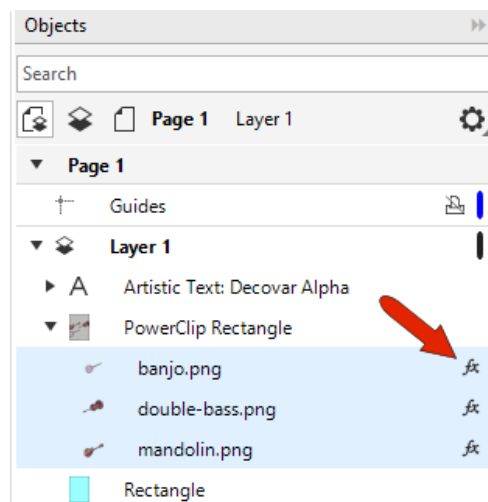 Objects
Search
Page 1 Layer 1
Page 1
Guides
Layer 1
A Artistic Text: Decovar Alpha
PowerClip Rectangle
banjo.png fx
double-bass.png fx
mandolin.png fx
Rectangle